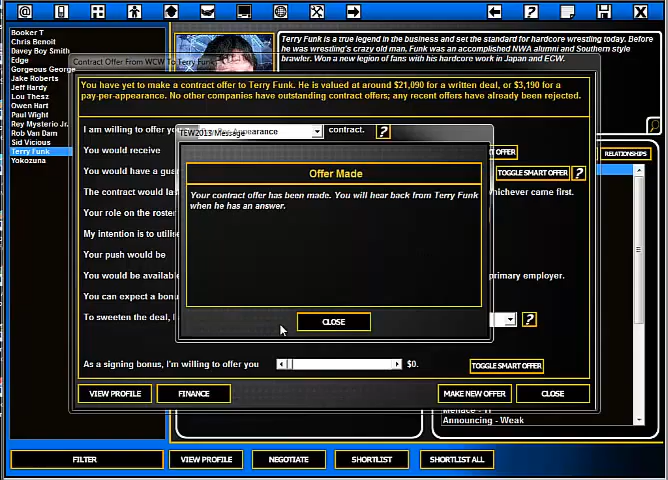 Booker T
Chris Benoit
Davey Boy Smith
Edge
Gorgeous George
Jake Roberts
Jeff Hardy
Lou Thesz
Owen Hart
Paul Wight
Rey Mysterio Jr.
Rob Van Dam
Sid Vicious
Terry Funk
Yokozuna
Terry Funk is a true legend in the business and set the standard for hardcore wrestling today. Before
he was wrestling's crazy old man, Funk was an accomplished NWA alumni and Southern style
brawler. Won a new legion of fans with his hardcore work in Japan and ECW.
Contract Offer From WCW To Terry Funk
You have yet to make a contract offer to Terry Funk. He is valued at around $21,090 for a written deal, or $3,190 for a
pay-per-appearance. No other companies have outstanding contract offers; any recent offers have already been rejected.
I am willing to offer you
appearance
contract.
?
You would receive
OFFER
RELATIONSHIPS
You would have a gua
TOGGLE SMART OFFER
?
The contract would la
whichever came first.
Your role on the roster
My intention is to utilise
Your push would be
You would be available
primary employer.
You can expect a bonu
To sweeten the deal, I
?
TEW2013 Message
Offer Made
Your contract offer has been made. You will hear back from Terry Funk
when he has an answer.
CLOSE
As a signing bonus, I'm willing to offer you
$0.
TOGGLE SMART OFFER
VIEW PROFILE
FINANCE
MAKE NEW OFFER
CLOSE
Announcing - Weak
FILTER
VIEW PROFILE
NEGOTIATE
SHORTLIST
SHORTLIST ALL